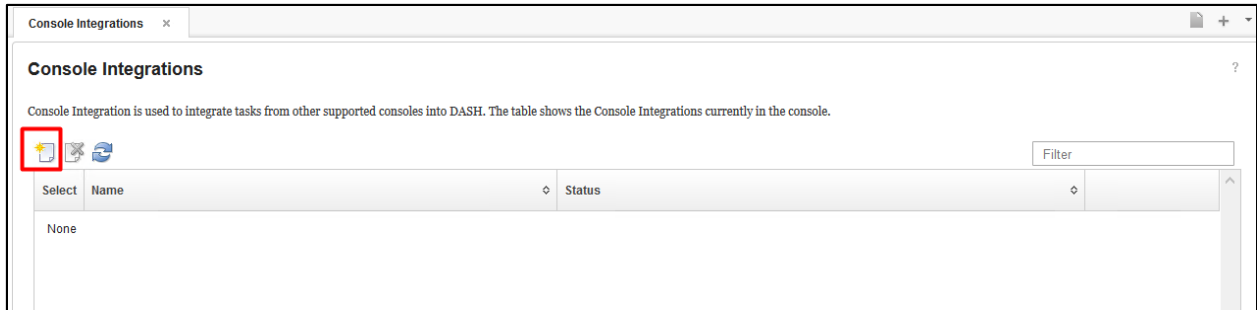 Console Integrations ×
+
Console Integrations
?
Console Integration is used to integrate tasks from other supported consoles into DASH. The table shows the Console Integrations currently in the console.
Filter
Select Name Status
None